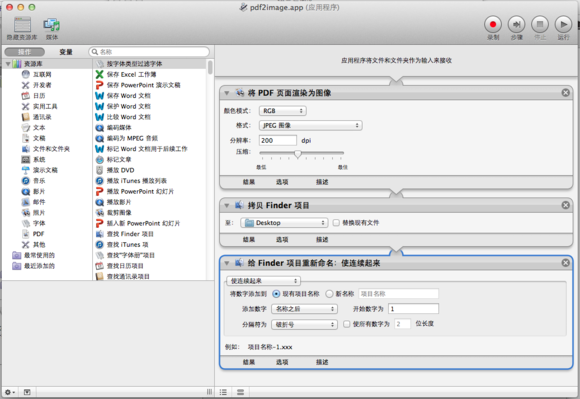 pdf2image.app (应用程序)
隐藏资源库
媒体
录制
步骤
停止
运行
操作
变量
名称
资源库
互联网
开发者
日历
实用工具
通讯录
文本
文稿
文件和文件夹
系统
演示文稿
音乐
影片
邮件
照片
字体
PDF
其他
最常使用的
最近添加的
按字体类型过滤字体
保存 Excel 工作簿
保存 PowerPoint 演示文稿
保存 Word 文档
保护 Word 文档
比较 Word 文档
编码媒体
编码为 MPEG 音频
标记 Word 文档用于后续工作
标记文章
播放 DVD
播放 iTunes 播放列表
播放 PowerPoint 幻灯片
播放影片
裁剪图像
插入新 PowerPoint 幻灯片
查找 Finder 项目
查找 iTunes 项
查找“字体册”项目
查找日历项目
查找通讯录项目
应用程序将文件和文件夹作为输入来接收
将 PDF 页面渲染为图像
颜色模式: RGB
格式: JPEG 图像
分辨率: 200 dpi
压缩:
最低 最佳
结果 选项 描述
拷贝 Finder 项目
至: Desktop 替换现有文件
结果 选项 描述
给 Finder 项目重新命名: 使连续起来
使连续起来
将数字添加到 现有项目名称 新名称 项目名称
添加数字 名称之后 开始数字为 1
分隔符为 破折号 使所有数字为 2 位长度
例如: 项目名称-1.xxx
结果 选项 描述